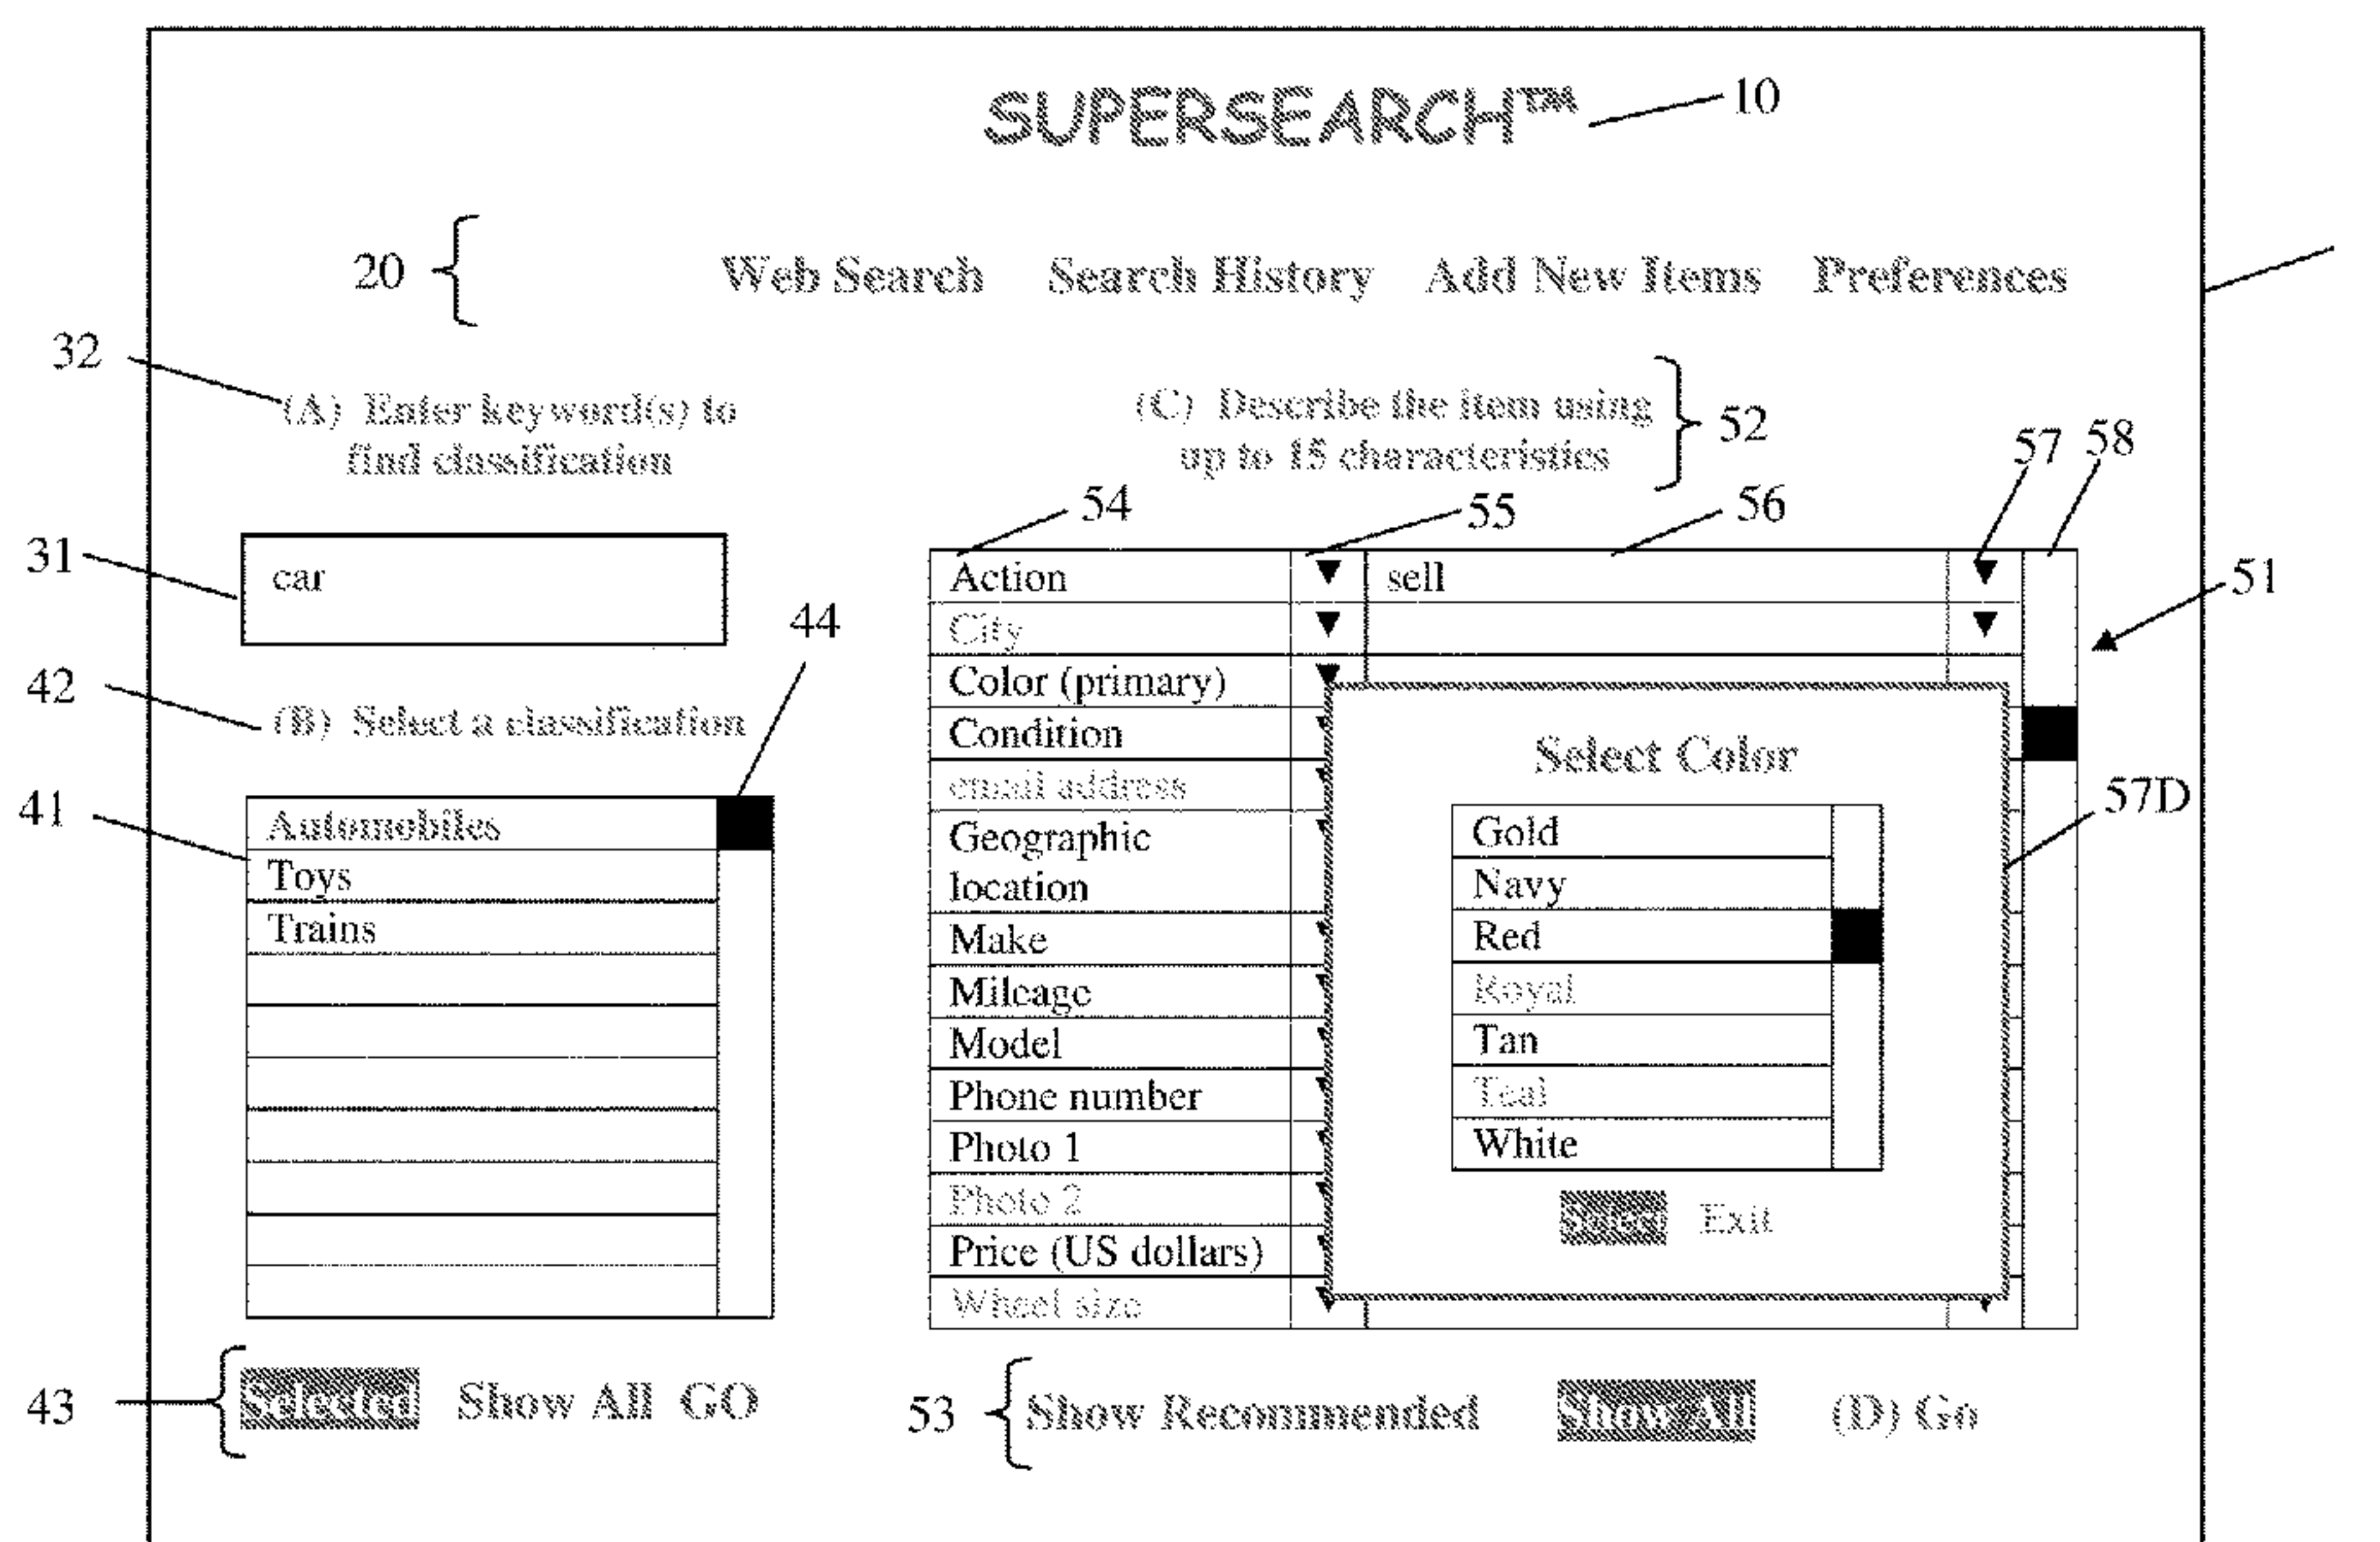 SUPERSEARCH™ 10
20 Web Search Search History Add New Items Preferences
32
(A) Enter keyword(s) to
find classification
(C) Describe the item using
up to 15 characteristics
52
57
58
54
55
56
31
car
44
51
42
(B) Select a classification
41
Automobiles
Toys
Trains
Action sell
City
Color (primary)
Condition
email address
Geographic
location
Make
Mileage
Model
Phone number
Photo 1
Photo 2
Price (US dollars)
Wheel size
Select Color
57D
Gold
Navy
Red
Royal
Tan
Teal
White
Select Exit
43 Selected Show All GO
53 Show Recommended Show All (D) Go